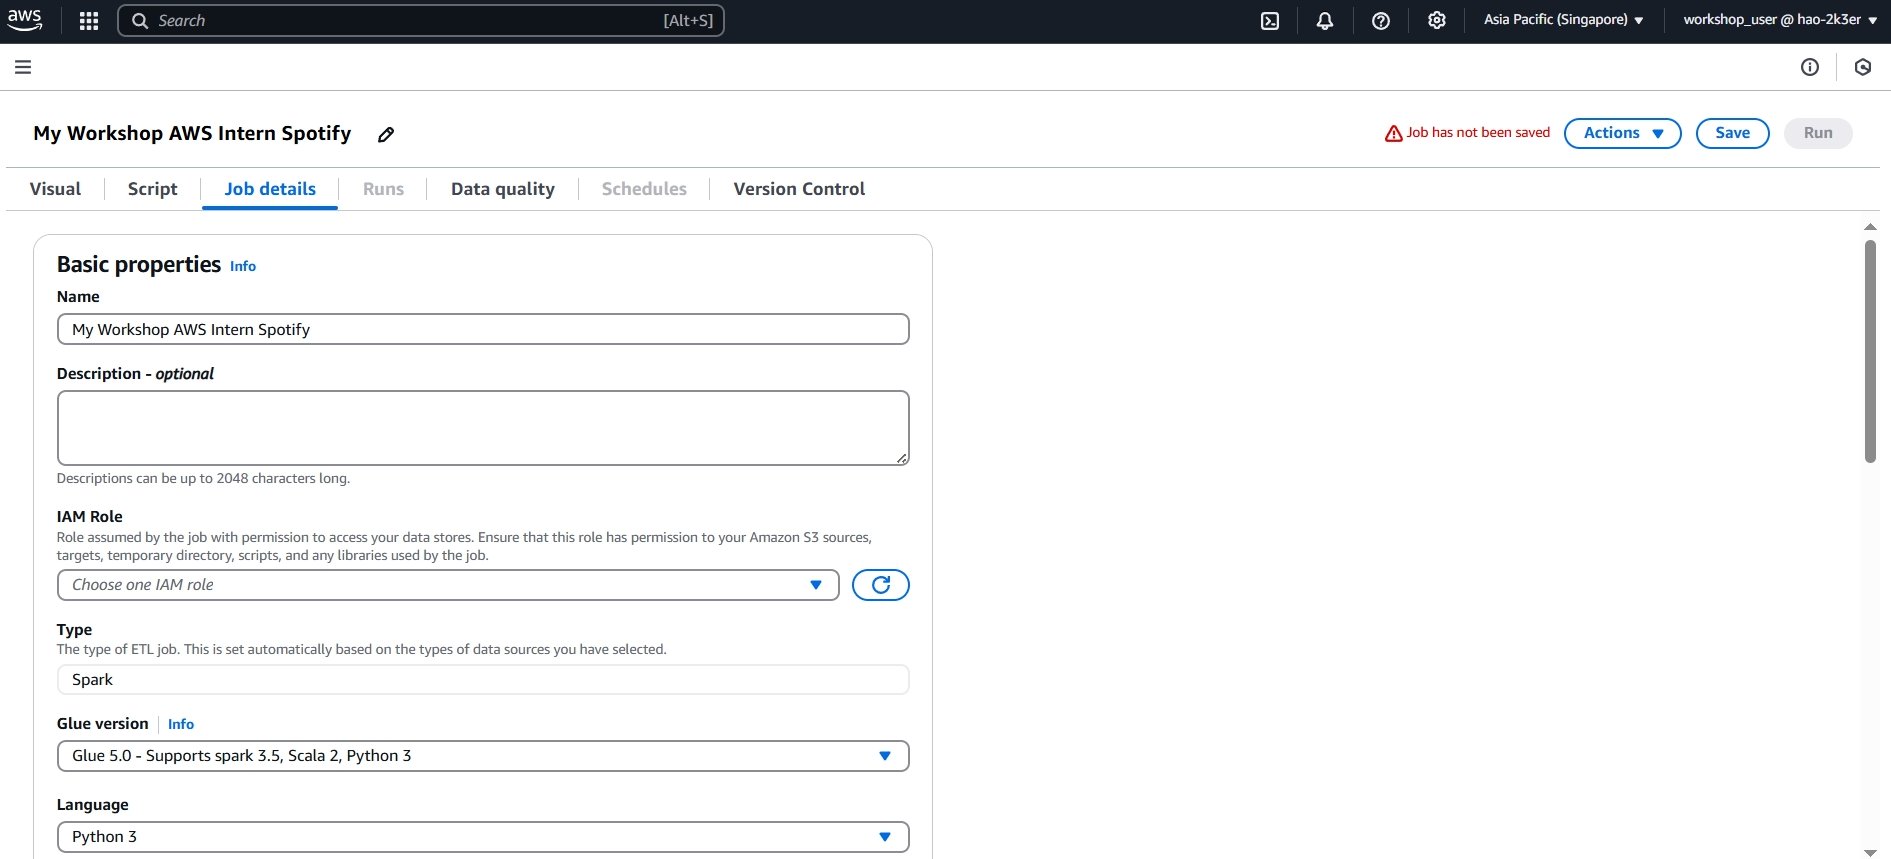 aws
Search [Alt+S]
Asia Pacific (Singapore)
workshop_user @ hao-2k3er
My Workshop AWS Intern Spotify
Job has not been saved
Actions
Save
Run
Visual
Script
Job details
Runs
Data quality
Schedules
Version Control
Basic properties Info
Name
My Workshop AWS Intern Spotify
Description - optional
Descriptions can be up to 2048 characters long.
IAM Role
Role assumed by the job with permission to access your data stores. Ensure that this role has permission to your Amazon S3 sources,
targets, temporary directory, scripts, and any libraries used by the job.
Choose one IAM role
Type
The type of ETL job. This is set automatically based on the types of data sources you have selected.
Spark
Glue version Info
Glue 5.0 - Supports spark 3.5, Scala 2, Python 3
Language
Python 3